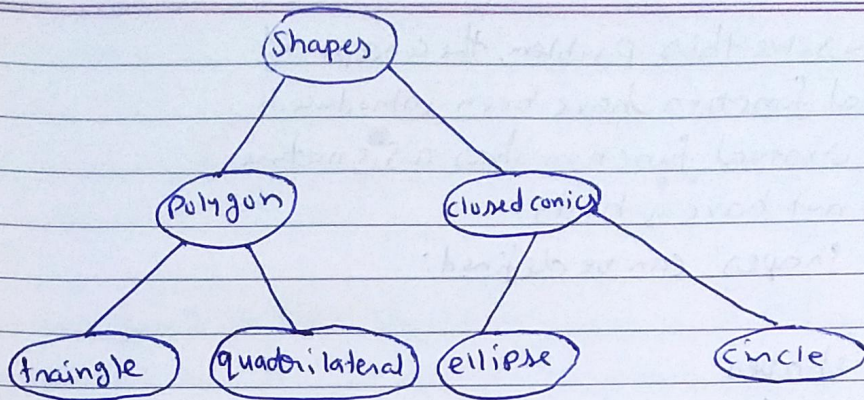 Shapes
Polygon
closed conics
traingle quadrilateral ellipse circle